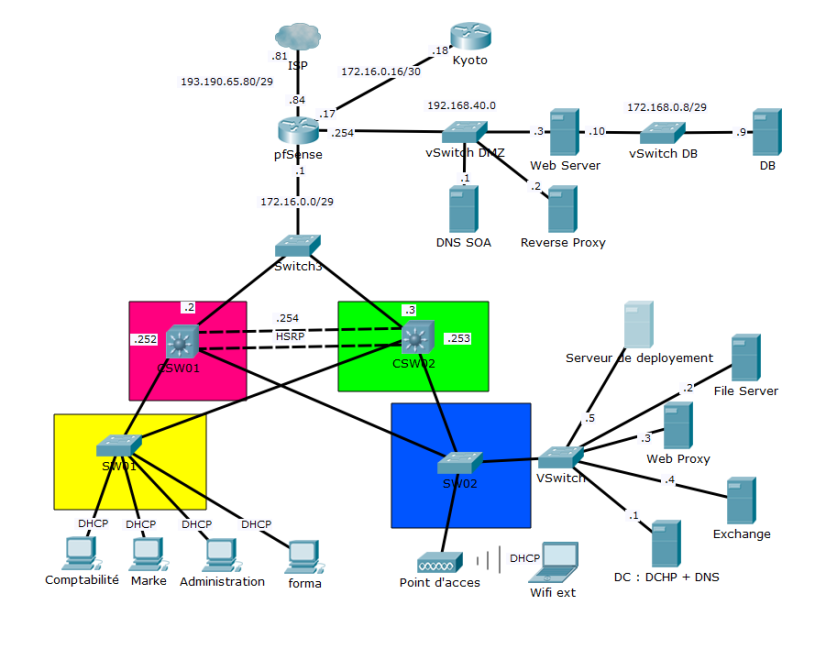 .81
ISP
.18
Kyoto
172.16.0.16/30
193.190.65.80/29
.84
.17
192.168.40.0
172.168.0.8/29
pfSense
.254
vSwitch DMZ
.3
Web Server
.10
vSwitch DB
.9
DB
.1
.1
.2
172.16.0.0/29
DNS SOA
Reverse Proxy
Switch3
.2
.254
.3
.252
HSRP
.253
CSW01
CSW02
Serveur de deployement
.2
File Server
.5
.3
Web Proxy
SW01
SW02
VSwitch
.4
Exchange
.1
DHCP
DHCP
DHCP
DHCP
Comptabilité
Marke
Administration
forma
Point d'acces
DHCP
Wifi ext
DC : DCHP + DNS